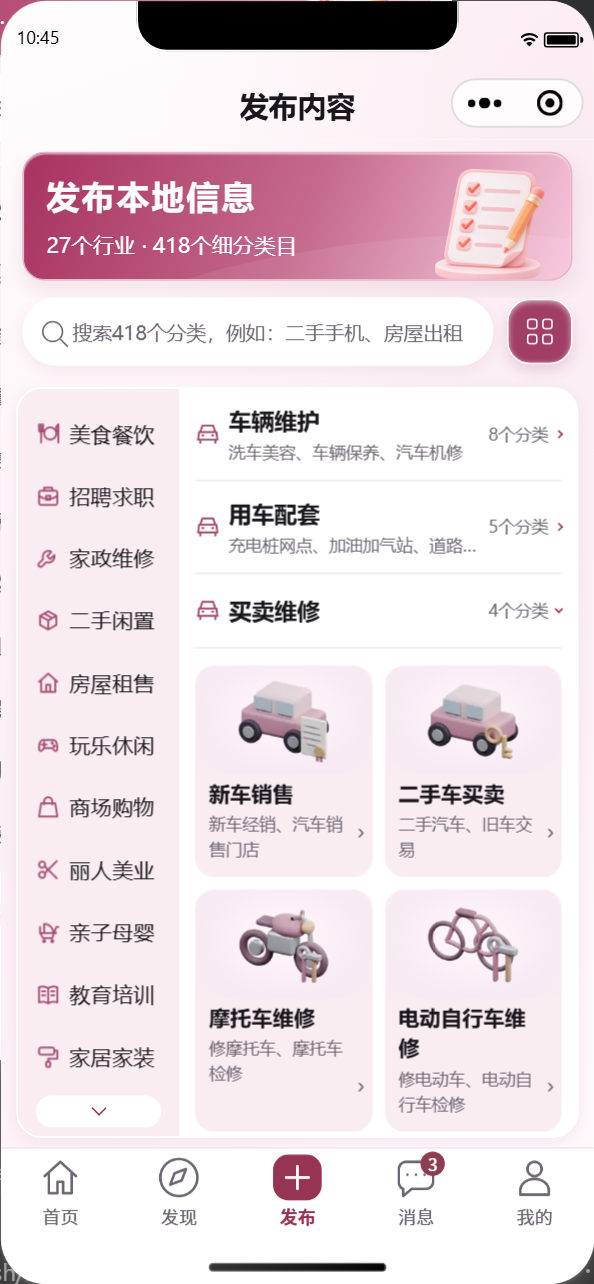 10:45
发布内容
发布本地信息
27个行业 · 418个细分类目
搜索418个分类，例如：二手手机、房屋出租
美食餐饮
招聘求职
家政维修
二手闲置
房屋租售
玩乐休闲
商场购物
丽人美业
亲子母婴
教育培训
家居家装
车辆维护
洗车美容、车辆保养、汽车机修
8个分类
用车配套
充电桩网点、加油加气站、道路...
5个分类
买卖维修
4个分类
新车销售
新车经销、汽车销
售门店
二手车买卖
二手汽车、旧车交
易
摩托车维修
修摩托车、摩托车
检修
电动自行车维
修
修电动车、电动自
行车检修
首页
发现
发布
3
消息
我的